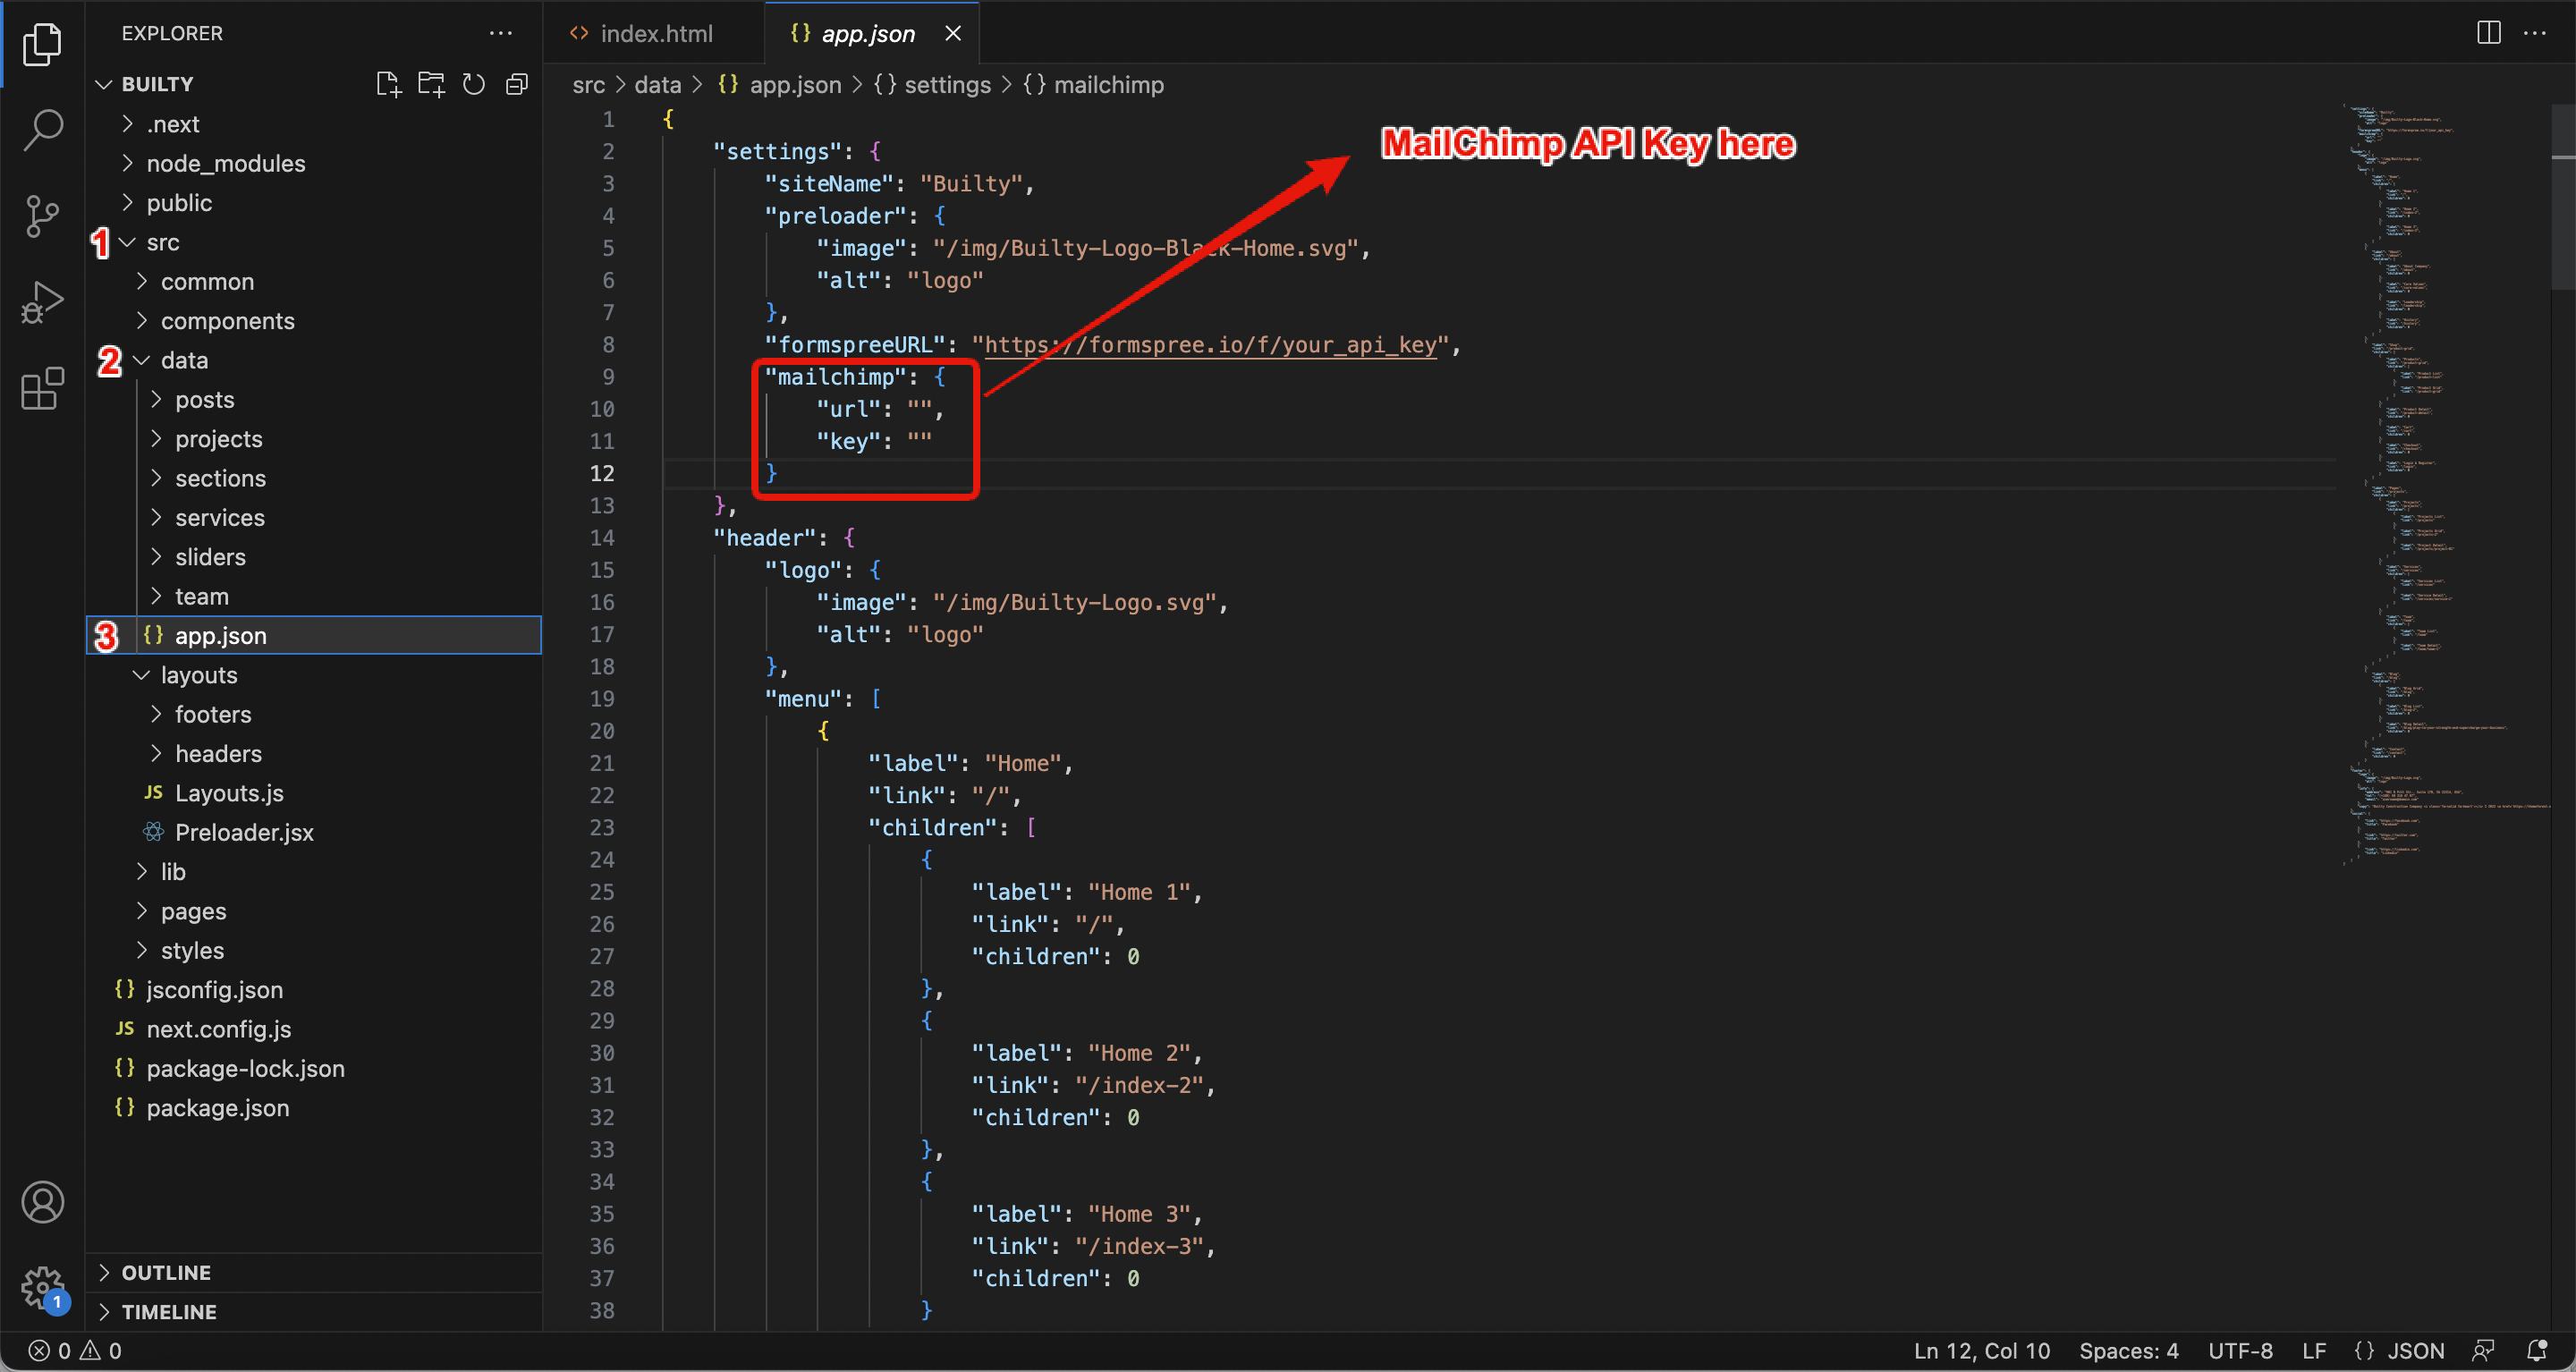 EXPLORER
BUILTY
.next
node_modules
public
1 src
common
components
2 data
posts
projects
sections
services
sliders
team
3 {} app.json
layouts
footers
headers
JS Layouts.js
Preloader.jsx
lib
pages
styles
{} jsconfig.json
JS next.config.js
{} package-lock.json
{} package.json
OUTLINE
TIMELINE
1
<> index.html
{} app.json
src > data > {} app.json > {} settings > {} mailchimp
MailChimp API Key here
1 {
2 "settings": {
3 "siteName": "Builty",
4 "preloader": {
5 "image": "/img/Builty-Logo-Black-Home.svg",
6 "alt": "logo"
7 },
8 "formspreeURL": "https://formspree.io/f/your_api_key",
9 "mailchimp": {
10 "url": "",
11 "key": ""
12 }
13 },
14 "header": {
15 "logo": {
16 "image": "/img/Builty-Logo.svg",
17 "alt": "logo"
18 },
19 "menu": [
20 {
21 "label": "Home",
22 "link": "/",
23 "children": [
24 {
25 "label": "Home 1",
26 "link": "/",
27 "children": 0
28 },
29 {
30 "label": "Home 2",
31 "link": "/index-2",
32 "children": 0
33 },
34 {
35 "label": "Home 3",
36 "link": "/index-3",
37 "children": 0
38 }
0 0
Ln 12, Col 10 Spaces: 4 UTF-8 LF {} JSON